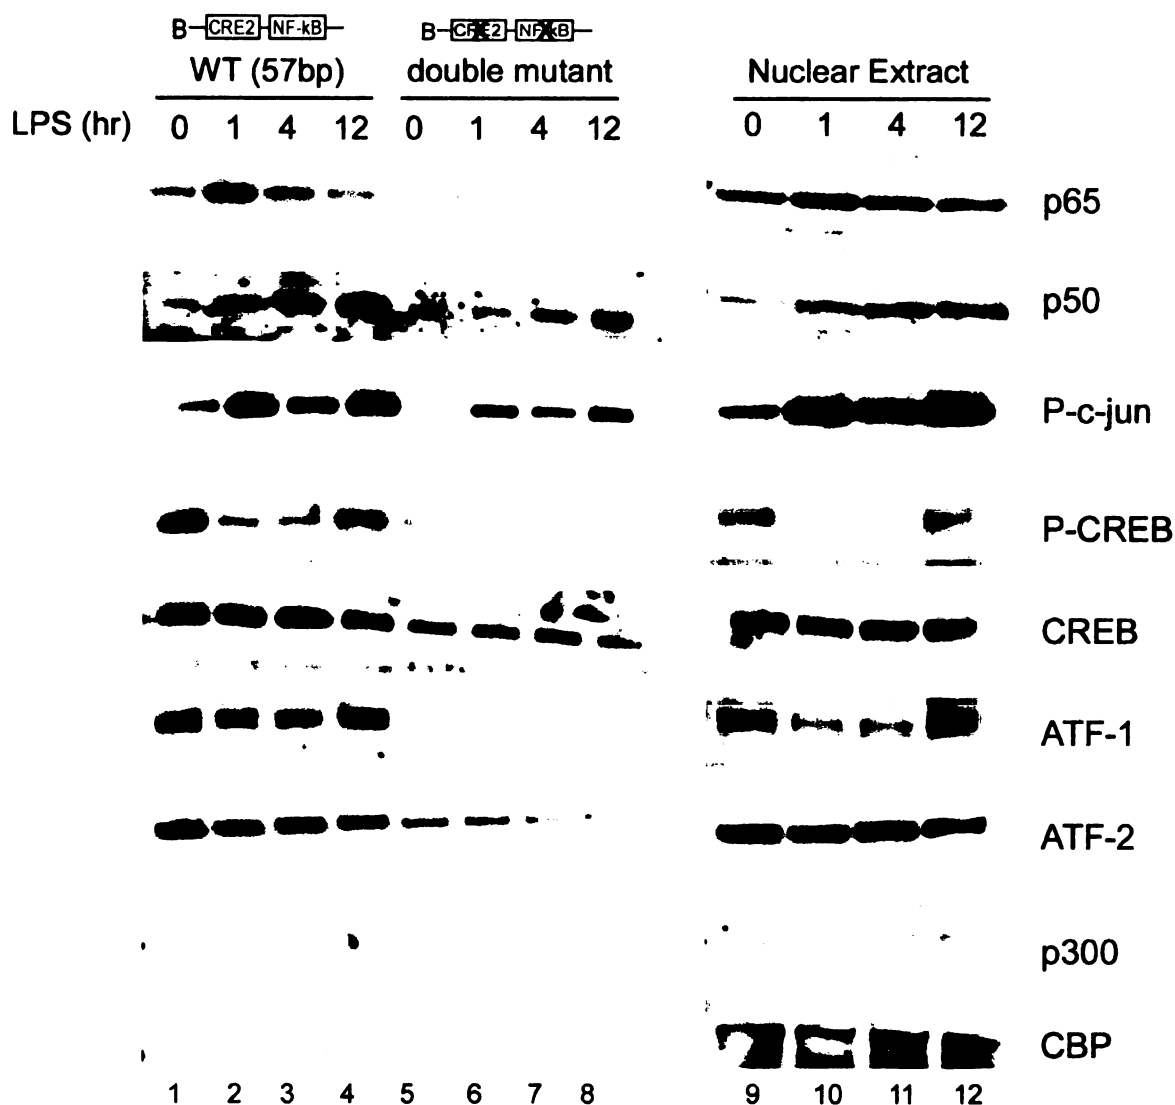 B CRE2 NF-kB B CRE2 NFkB
WT (57bp) double mutant Nuclear Extract
LPS (hr) 0 1 4 12 0 1 4 12 0 1 4 12
p65
p50
P-c-jun
P-CREB
CREB
ATF-1
ATF-2
p300
CBP
1 2 3 4 5 6 7 8 9 10 11 12